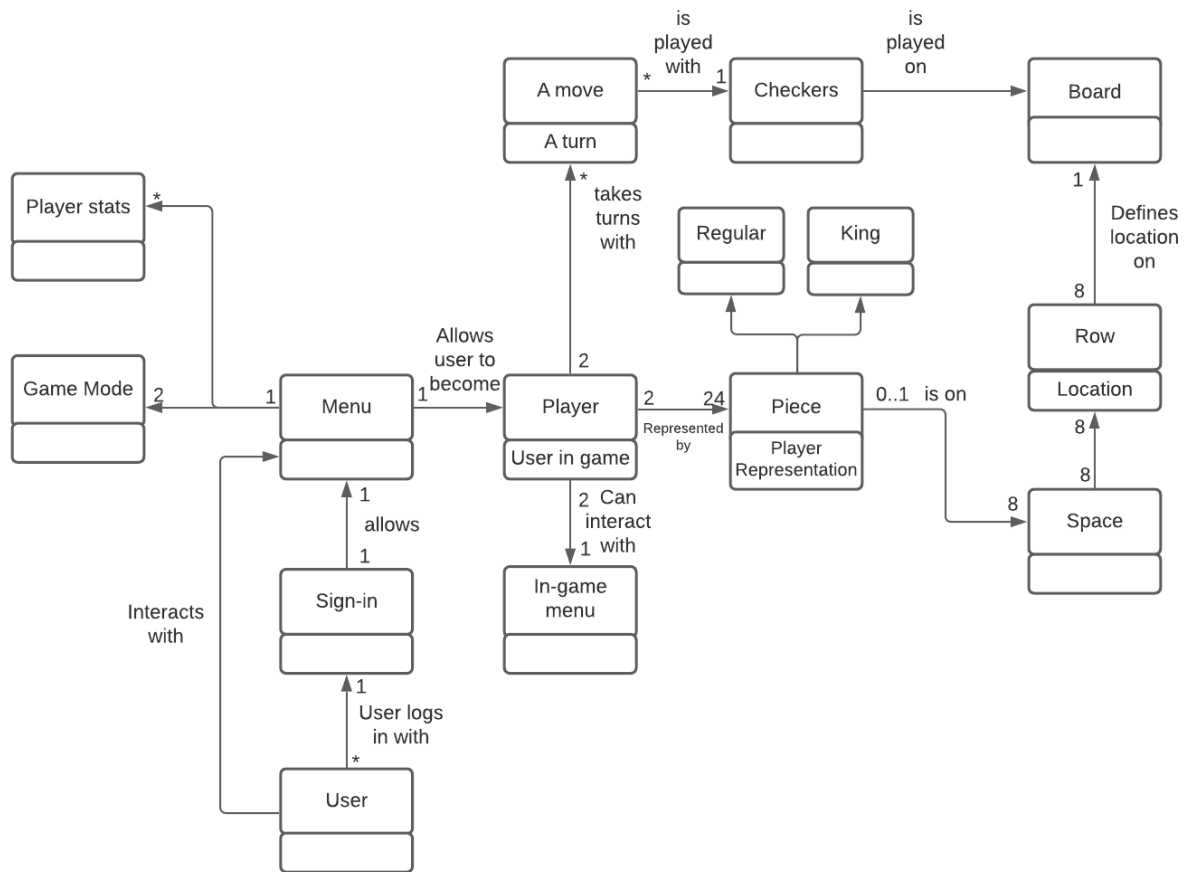 is
played
with
is
played
on
A move
*
1
Checkers
Board
A turn
Player stats
*
*
takes
turns
with
1
Defines
location
on
Regular
King
8
Row
Location
Allows
user to
become
2
Game Mode
2
1
Menu
1
Player
2
24
Represented
by
Piece
0..1
is on
8
User in game
Player
Representation
8
8
Space
1
allows
1
2
Can
interact
with
1
In-game
menu
Sign-in
Interacts
with
1
User logs
in with
*
User